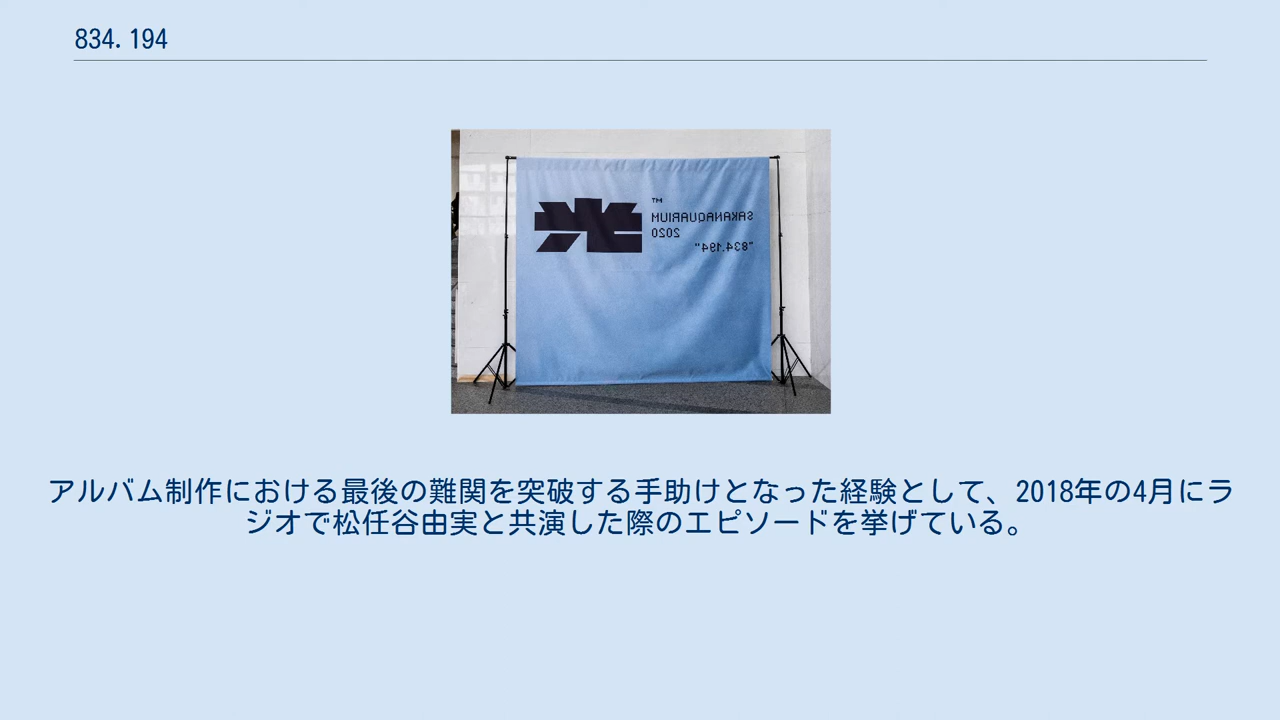 834.194
光
MT
SAKANAQUARIUM
2020
"834.194"
アルバム制作における最後の難関を突破する手助けとなった経験として、2018年の4月にラ
ジオで松任谷由実と共演した際のエピソードを挙げている。